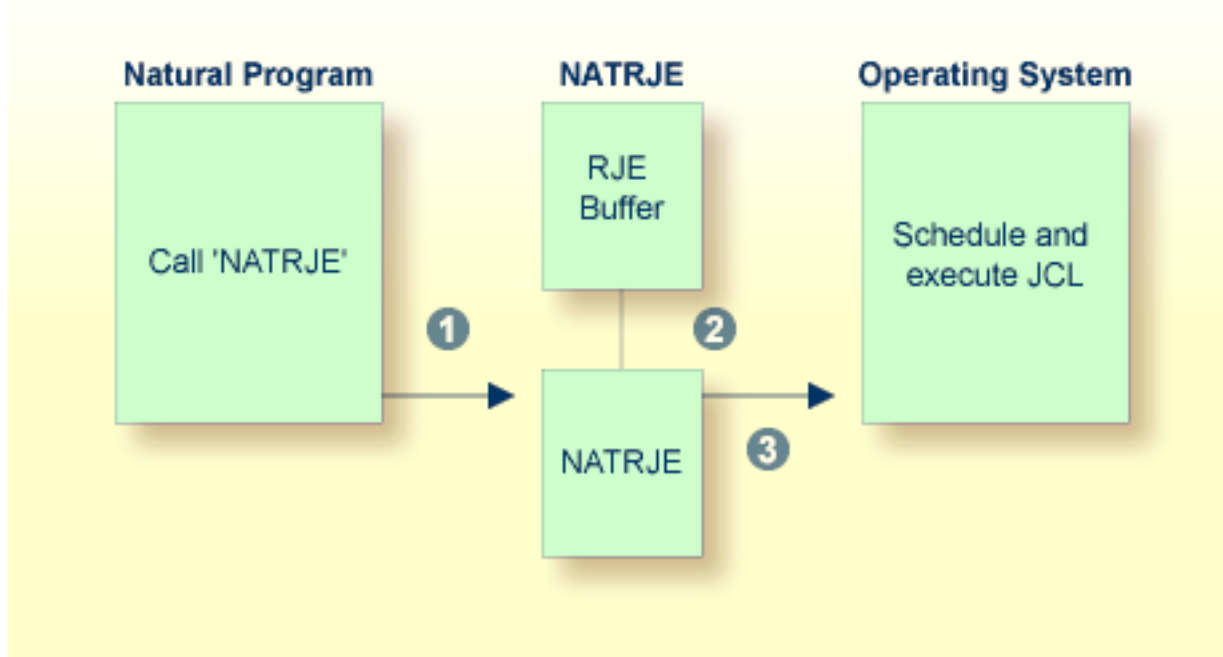 Natural Program
NATRJE
Operating System
Call 'NATRJE'
RJE
Buffer
Schedule and
execute JCL
1
2
NATRJE
3